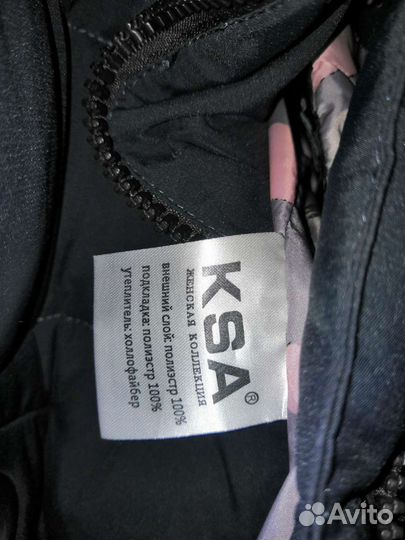 KSA®
ЖЕНСКАЯ КОЛЛЕКЦИЯ
внешний слой: полиэстр 100%
подкладка: полиэстр 100%
утеплитель: холлофайбер
Avito